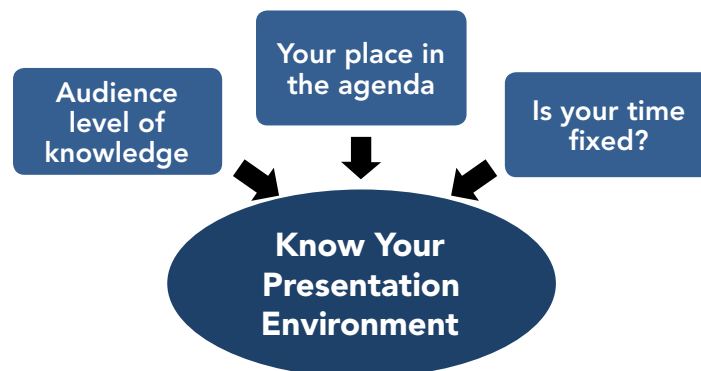 Audience
level of
knowledge
Your place in
the agenda
Is your time
fixed?
Know Your
Presentation
Environment